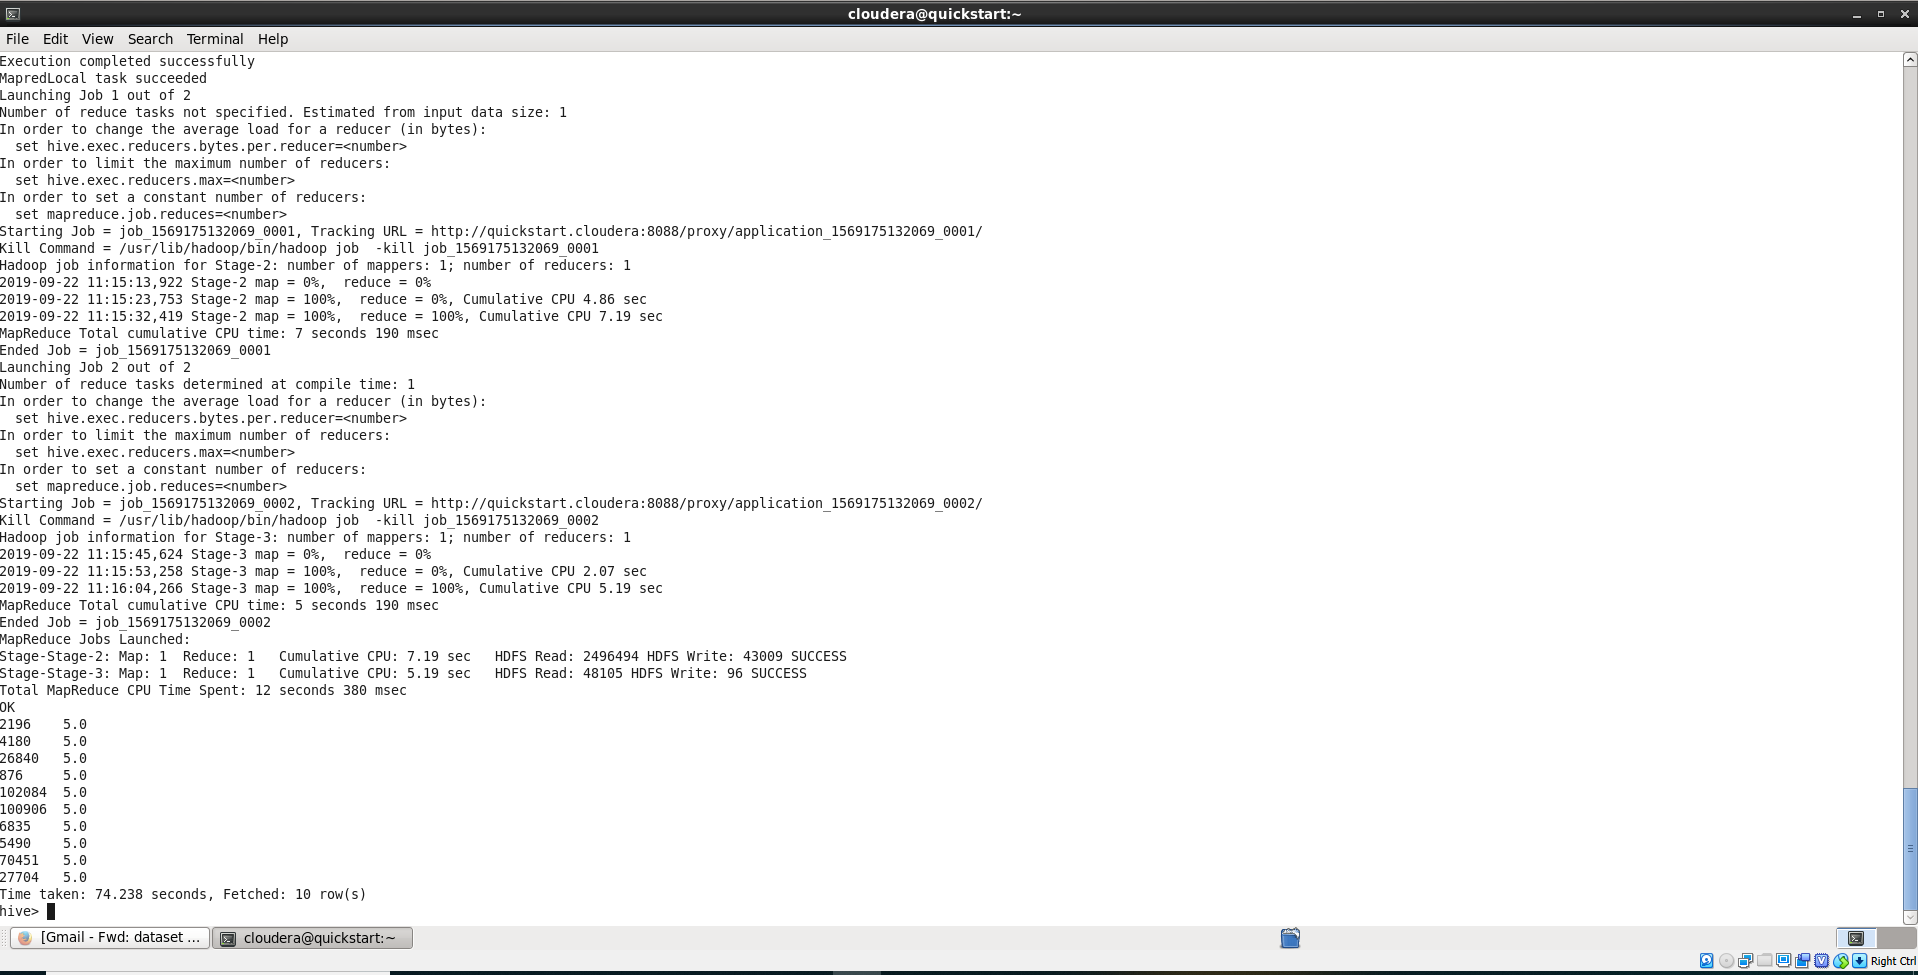 cloudera@quickstart:~
File Edit View Search Terminal Help
Execution completed successfully
MapredLocal task succeeded
Launching Job 1 out of 2
Number of reduce tasks not specified. Estimated from input data size: 1
In order to change the average load for a reducer (in bytes):
  set hive.exec.reducers.bytes.per.reducer=<number>
In order to limit the maximum number of reducers:
  set hive.exec.reducers.max=<number>
In order to set a constant number of reducers:
  set mapreduce.job.reduces=<number>
Starting Job = job_1569175132069_0001, Tracking URL = http://quickstart.cloudera:8088/proxy/application_1569175132069_0001/
Kill Command = /usr/lib/hadoop/bin/hadoop job  -kill job_1569175132069_0001
Hadoop job information for Stage-2: number of mappers: 1; number of reducers: 1
2019-09-22 11:15:13,922 Stage-2 map = 0%,  reduce = 0%
2019-09-22 11:15:23,753 Stage-2 map = 100%,  reduce = 0%, Cumulative CPU 4.86 sec
2019-09-22 11:15:32,419 Stage-2 map = 100%,  reduce = 100%, Cumulative CPU 7.19 sec
MapReduce Total cumulative CPU time: 7 seconds 190 msec
Ended Job = job_1569175132069_0001
Launching Job 2 out of 2
Number of reduce tasks determined at compile time: 1
In order to change the average load for a reducer (in bytes):
  set hive.exec.reducers.bytes.per.reducer=<number>
In order to limit the maximum number of reducers:
  set hive.exec.reducers.max=<number>
In order to set a constant number of reducers:
  set mapreduce.job.reduces=<number>
Starting Job = job_1569175132069_0002, Tracking URL = http://quickstart.cloudera:8088/proxy/application_1569175132069_0002/
Kill Command = /usr/lib/hadoop/bin/hadoop job  -kill job_1569175132069_0002
Hadoop job information for Stage-3: number of mappers: 1; number of reducers: 1
2019-09-22 11:15:45,624 Stage-3 map = 0%,  reduce = 0%
2019-09-22 11:15:53,258 Stage-3 map = 100%,  reduce = 0%, Cumulative CPU 2.07 sec
2019-09-22 11:16:04,266 Stage-3 map = 100%,  reduce = 100%, Cumulative CPU 5.19 sec
MapReduce Total cumulative CPU time: 5 seconds 190 msec
Ended Job = job_1569175132069_0002
MapReduce Jobs Launched:
Stage-Stage-2: Map: 1  Reduce: 1   Cumulative CPU: 7.19 sec   HDFS Read: 2496494 HDFS Write: 43009 SUCCESS
Stage-Stage-3: Map: 1  Reduce: 1   Cumulative CPU: 5.19 sec   HDFS Read: 48105 HDFS Write: 96 SUCCESS
Total MapReduce CPU Time Spent: 12 seconds 380 msec
OK
2196    5.0
4180    5.0
26840   5.0
876     5.0
102084  5.0
100906  5.0
6835    5.0
5490    5.0
70451   5.0
27704   5.0
Time taken: 74.238 seconds, Fetched: 10 row(s)
hive>
[Gmail - Fwd: dataset ... cloudera@quickstart:~
Right Ctrl